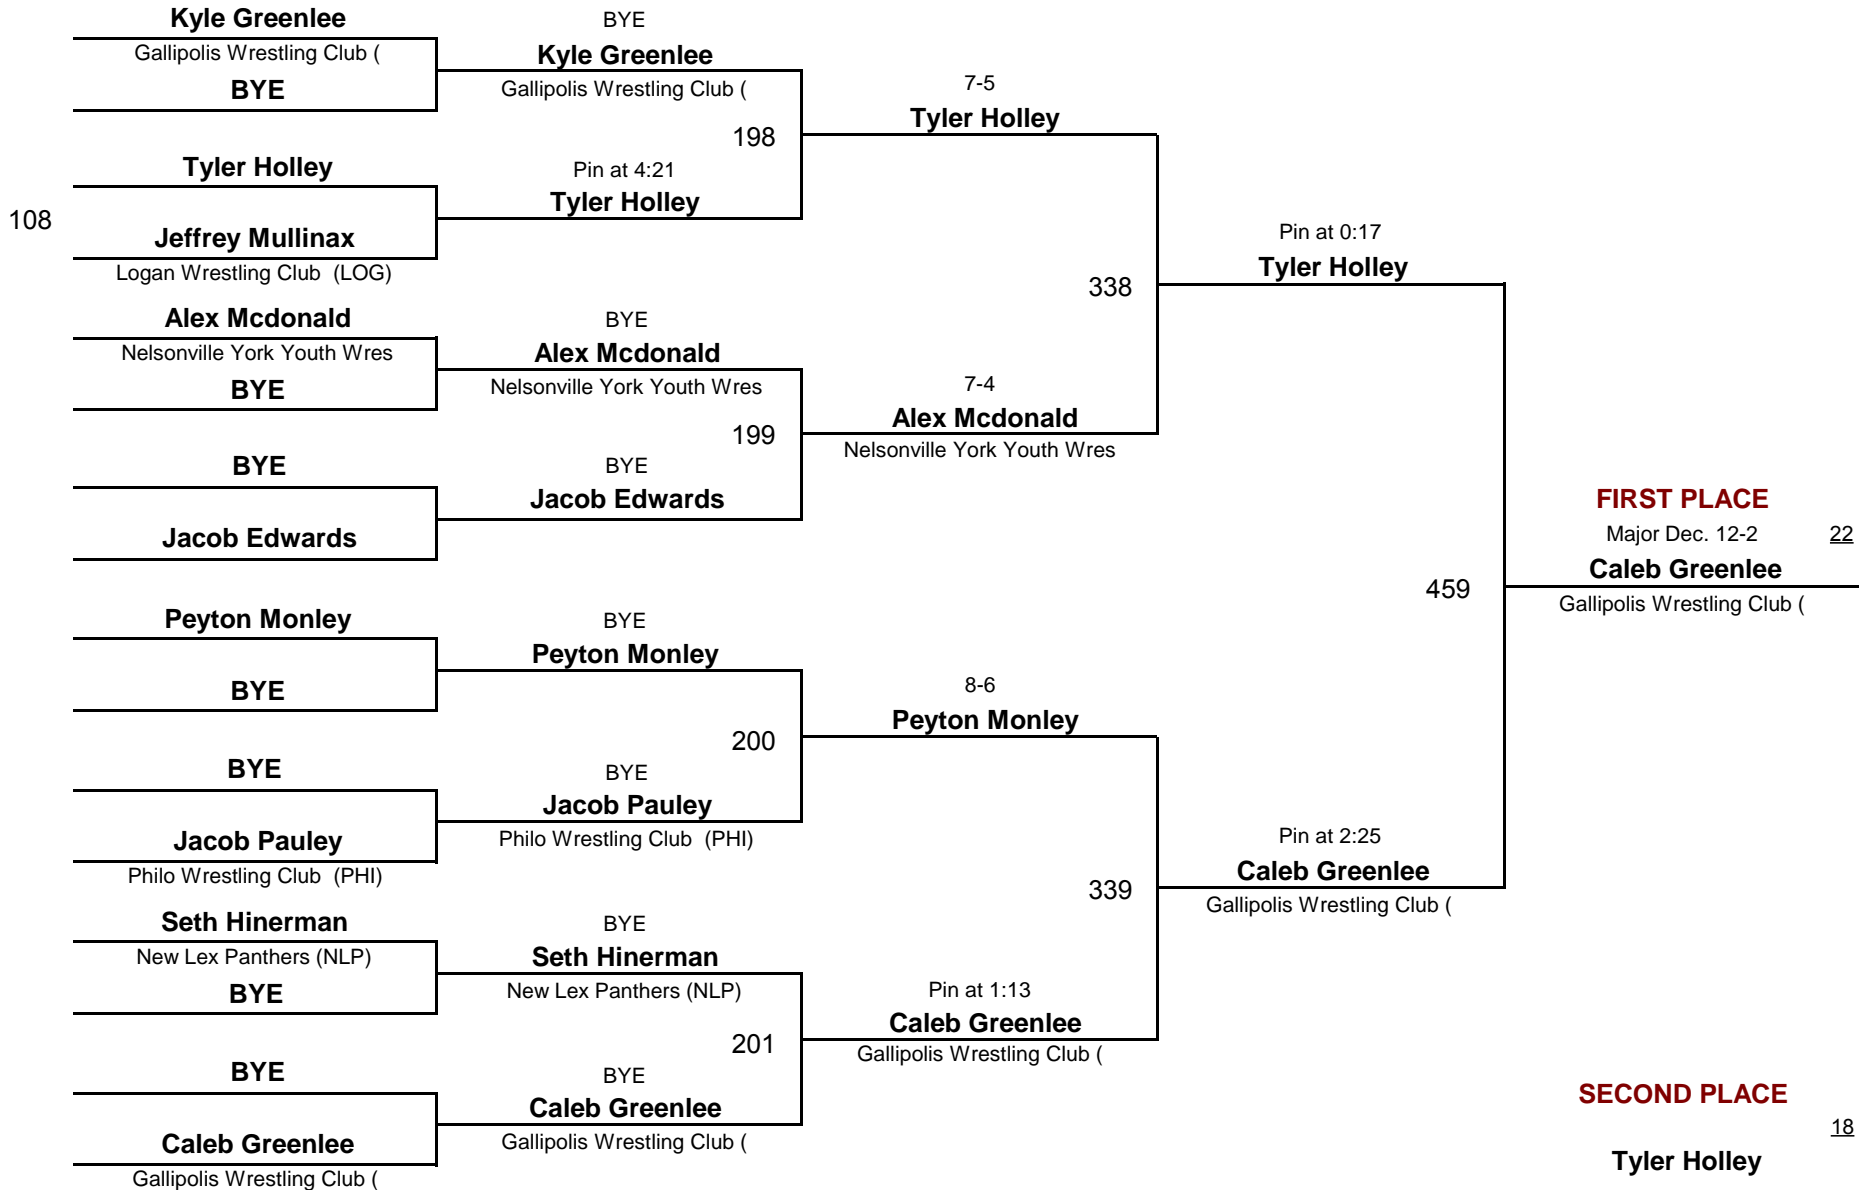 Kyle Greenlee
Gallipolis Wrestling Club (
BYE
108
Tyler Holley
Jeffrey Mullinax
Logan Wrestling Club (LOG)
Alex Mcdonald
Nelsonville York Youth Wres
BYE
BYE
Jacob Edwards
Peyton Monley
BYE
BYE
Jacob Pauley
Philo Wrestling Club (PHI)
Seth Hinerman
New Lex Panthers (NLP)
BYE
BYE
Caleb Greenlee
Gallipolis Wrestling Club (
BYE
Kyle Greenlee
Gallipolis Wrestling Club (
198
Pin at 4:21
Tyler Holley
BYE
Alex Mcdonald
Nelsonville York Youth Wres
199
BYE
Jacob Edwards
BYE
Peyton Monley
200
BYE
Jacob Pauley
Philo Wrestling Club (PHI)
BYE
Seth Hinerman
New Lex Panthers (NLP)
201
BYE
Caleb Greenlee
Gallipolis Wrestling Club (
7-5
Tyler Holley
338
7-4
Alex Mcdonald
Nelsonville York Youth Wres
8-6
Peyton Monley
339
Pin at 1:13
Caleb Greenlee
Gallipolis Wrestling Club (
Pin at 0:17
Tyler Holley
459
Pin at 2:25
Caleb Greenlee
Gallipolis Wrestling Club (
FIRST PLACE
Major Dec. 12-2 22
Caleb Greenlee
Gallipolis Wrestling Club (
SECOND PLACE
18
Tyler Holley